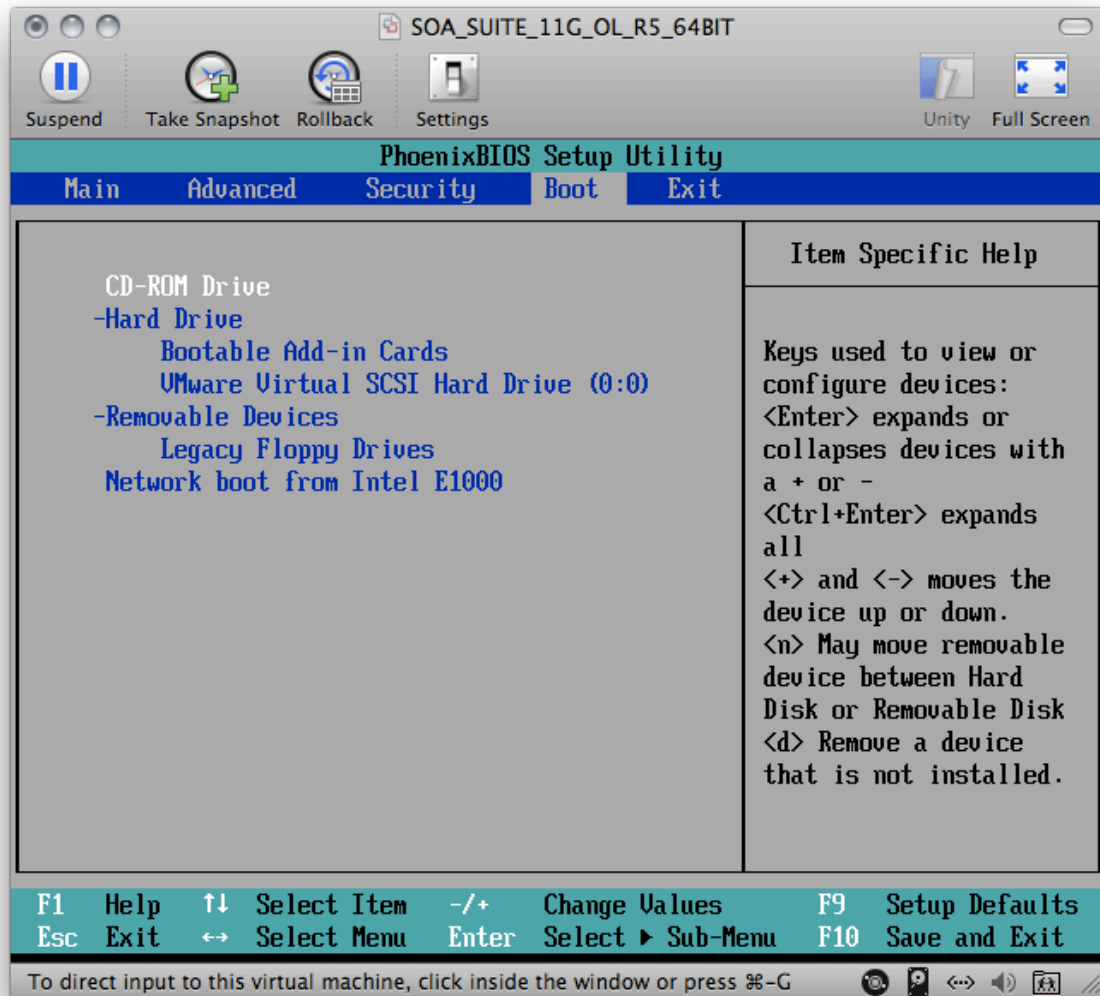 SOA_SUITE_11G_OL_R5_64BIT
Suspend Take Snapshot Rollback Settings Unity Full Screen
PhoenixBIOS Setup Utility
Main Advanced Security Boot Exit
Item Specific Help
CD-ROM Drive
-Hard Drive
Bootable Add-in Cards
VMware Virtual SCSI Hard Drive (0:0)
-Removable Devices
Legacy Floppy Drives
Network boot from Intel E1000
Keys used to view or
configure devices:
<Enter> expands or
collapses devices with
a + or -
<Ctrl+Enter> expands
all
<+> and <-> moves the
device up or down.
<n> May move removable
device between Hard
Disk or Removable Disk
<d> Remove a device
that is not installed.
F1 Help ↑↓ Select Item -/+ Change Values F9 Setup Defaults
Esc Exit ↔ Select Menu Enter Select ▶ Sub-Menu F10 Save and Exit
To direct input to this virtual machine, click inside the window or press ⌘-G